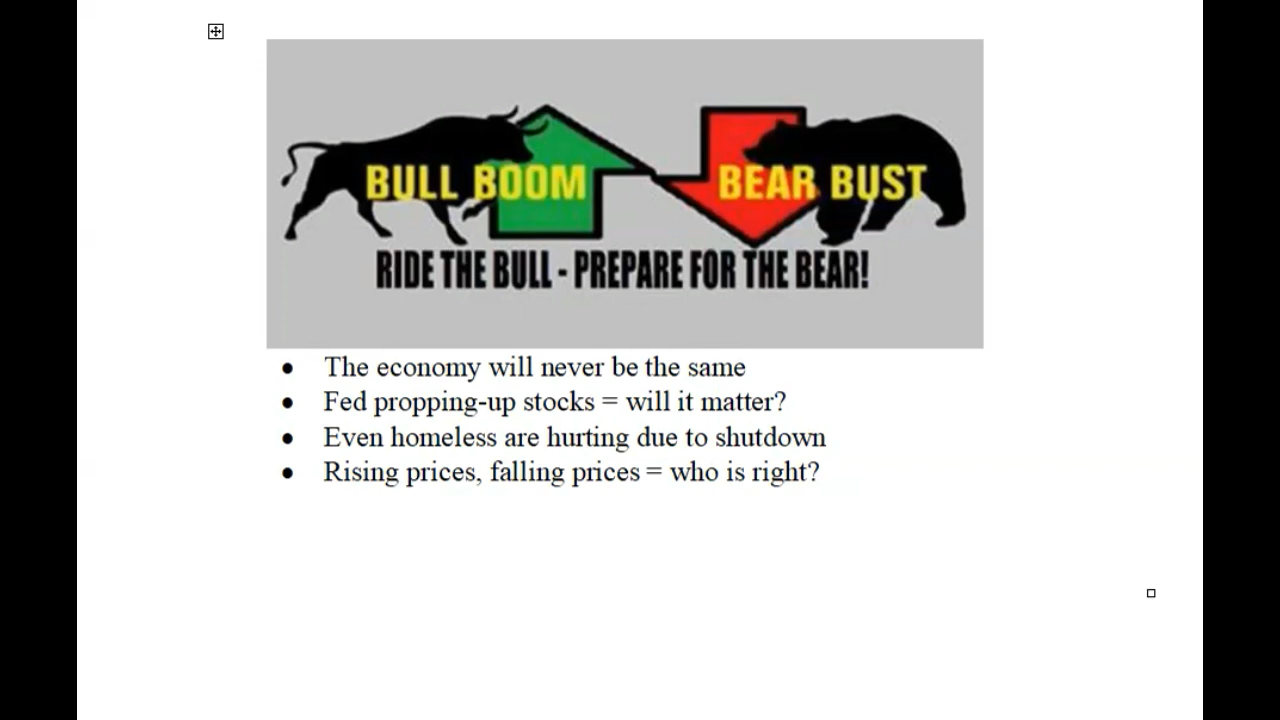 BULL BOOM BEAR BUST
RIDE THE BULL - PREPARE FOR THE BEAR!
• The economy will never be the same
• Fed propping-up stocks = will it matter?
• Even homeless are hurting due to shutdown
• Rising prices, falling prices = who is right?